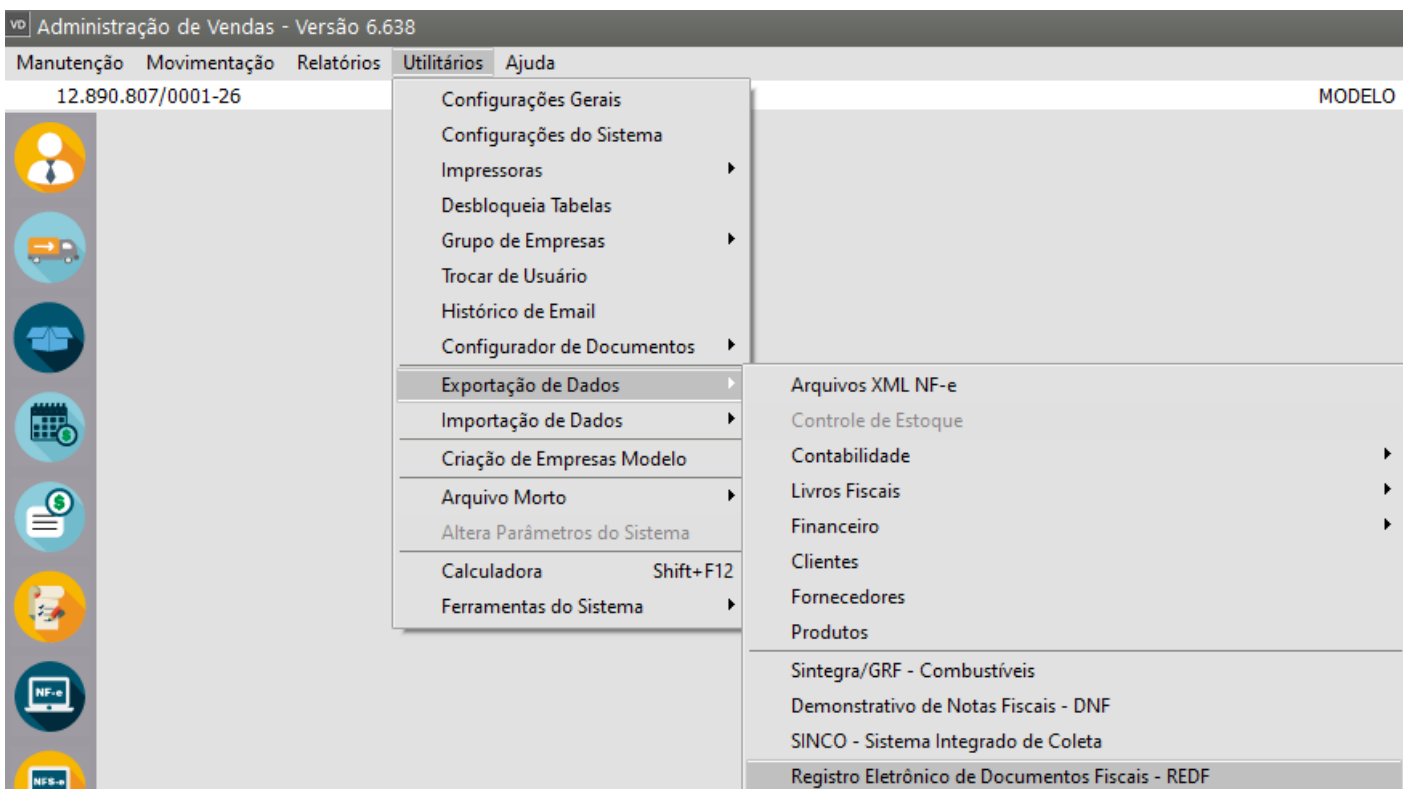 VD Administração de Vendas - Versão 6.638
Manutenção Movimentação Relatórios Utilitários Ajuda
12.890.807/0001-26 MODELO
Configurações Gerais
Configurações do Sistema
Impressoras
Desbloqueia Tabelas
Grupo de Empresas
Trocar de Usuário
Histórico de Email
Configurador de Documentos
Exportação de Dados
Importação de Dados
Criação de Empresas Modelo
Arquivo Morto
Altera Parâmetros do Sistema
Calculadora Shift+F12
Ferramentas do Sistema
Arquivos XML NF-e
Controle de Estoque
Contabilidade
Livros Fiscais
Financeiro
Clientes
Fornecedores
Produtos
Sintegra/GRF - Combustíveis
Demonstrativo de Notas Fiscais - DNF
SINCO - Sistema Integrado de Coleta
Registro Eletrônico de Documentos Fiscais - REDF
$
$
NF-e
NFS-e